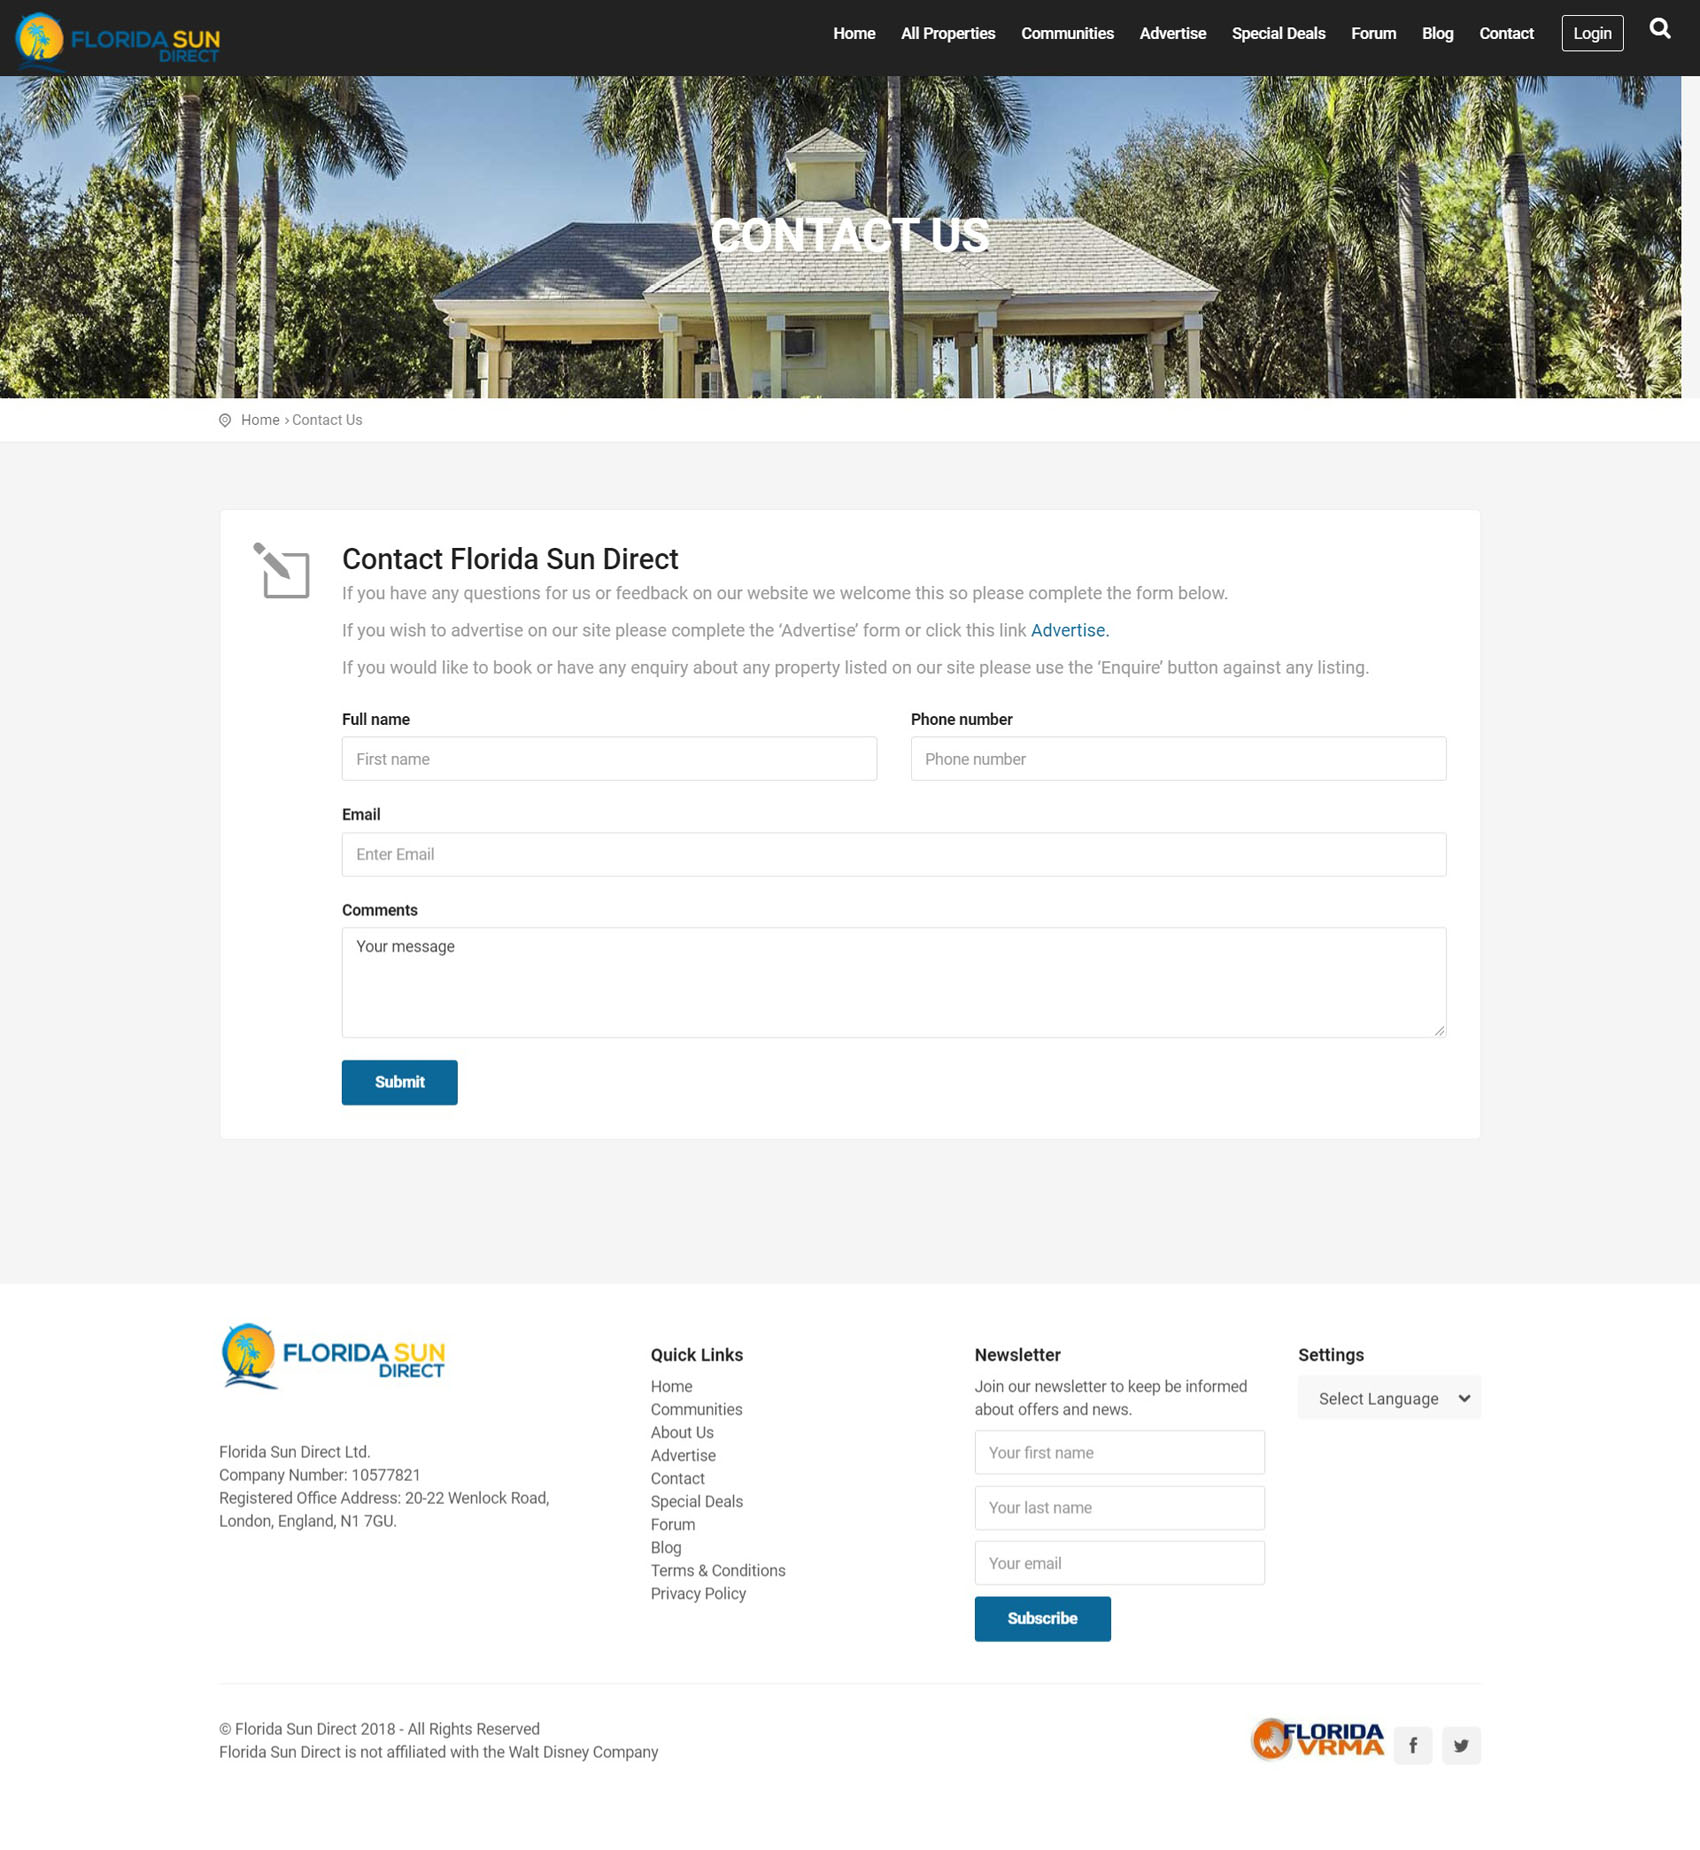 FLORIDA SUN
DIRECT
Home All Properties Communities Advertise Special Deals Forum Blog Contact Login
CONTACT US
Home › Contact Us
Contact Florida Sun Direct
If you have any questions for us or feedback on our website we welcome this so please complete the form below.
If you wish to advertise on our site please complete the ‘Advertise’ form or click this link Advertise.
If you would like to book or have any enquiry about any property listed on our site please use the ‘Enquire’ button against any listing.
Full name
First name
Phone number
Phone number
Email
Enter Email
Comments
Your message
Submit
FLORIDA SUN
DIRECT
Florida Sun Direct Ltd.
Company Number: 10577821
Registered Office Address: 20-22 Wenlock Road,
London, England, N1 7GU.
Quick Links
Home
Communities
About Us
Advertise
Contact
Special Deals
Forum
Blog
Terms & Conditions
Privacy Policy
Newsletter
Join our newsletter to keep be informed
about offers and news.
Your first name
Your last name
Your email
Subscribe
Settings
Select Language
© Florida Sun Direct 2018 - All Rights Reserved
Florida Sun Direct is not affiliated with the Walt Disney Company
FLORIDA
VRMA